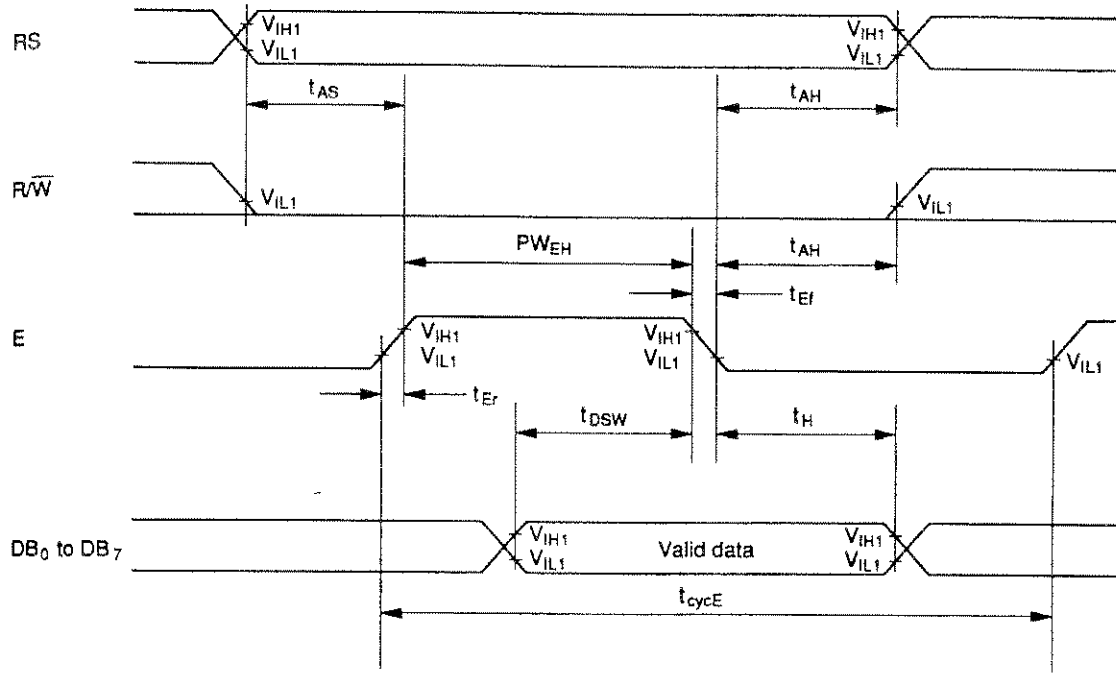 RS
V_IH1
V_IL1
V_IH1
V_IL1
t_AS
t_AH
R/W̅
V_IL1
V_IL1
PW_EH
t_AH
t_Ef
E
V_IH1
V_IL1
V_IH1
V_IL1
V_IL1
t_Er
t_DSW
t_H
DB_0 to DB_7
V_IH1
V_IL1
Valid data
V_IH1
V_IL1
t_cycE